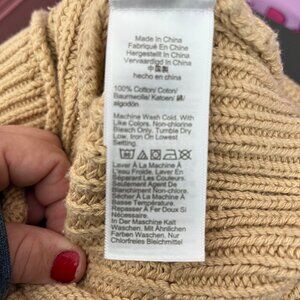 Made In China
Fabriqué En Chine
Hergestellt In China
Vervaardigd In China
中国製
hecho en china
100% Cotton/ Coton/
Baumwolle/ Katoen/ 綿/
algodón
Machine Wash Cold. With
Like Colors. Non-chlorine
Bleach Only. Tumble Dry
Low. Iron On Lowest
Setting.
Laver À La Machine À
L'eau Froide. Laver En
Séparant Les Couleurs.
Seulement Agent De
Blanchiment Non-Chloré.
Sécher À La Machine À
Basse Température.
Repasser À Fer Doux Si
Nécessaire.
In Der Maschine Kalt
Waschen. Mit Ähnlichen
Farben Waschen. Nur
Chlorfreies Bleichmittel